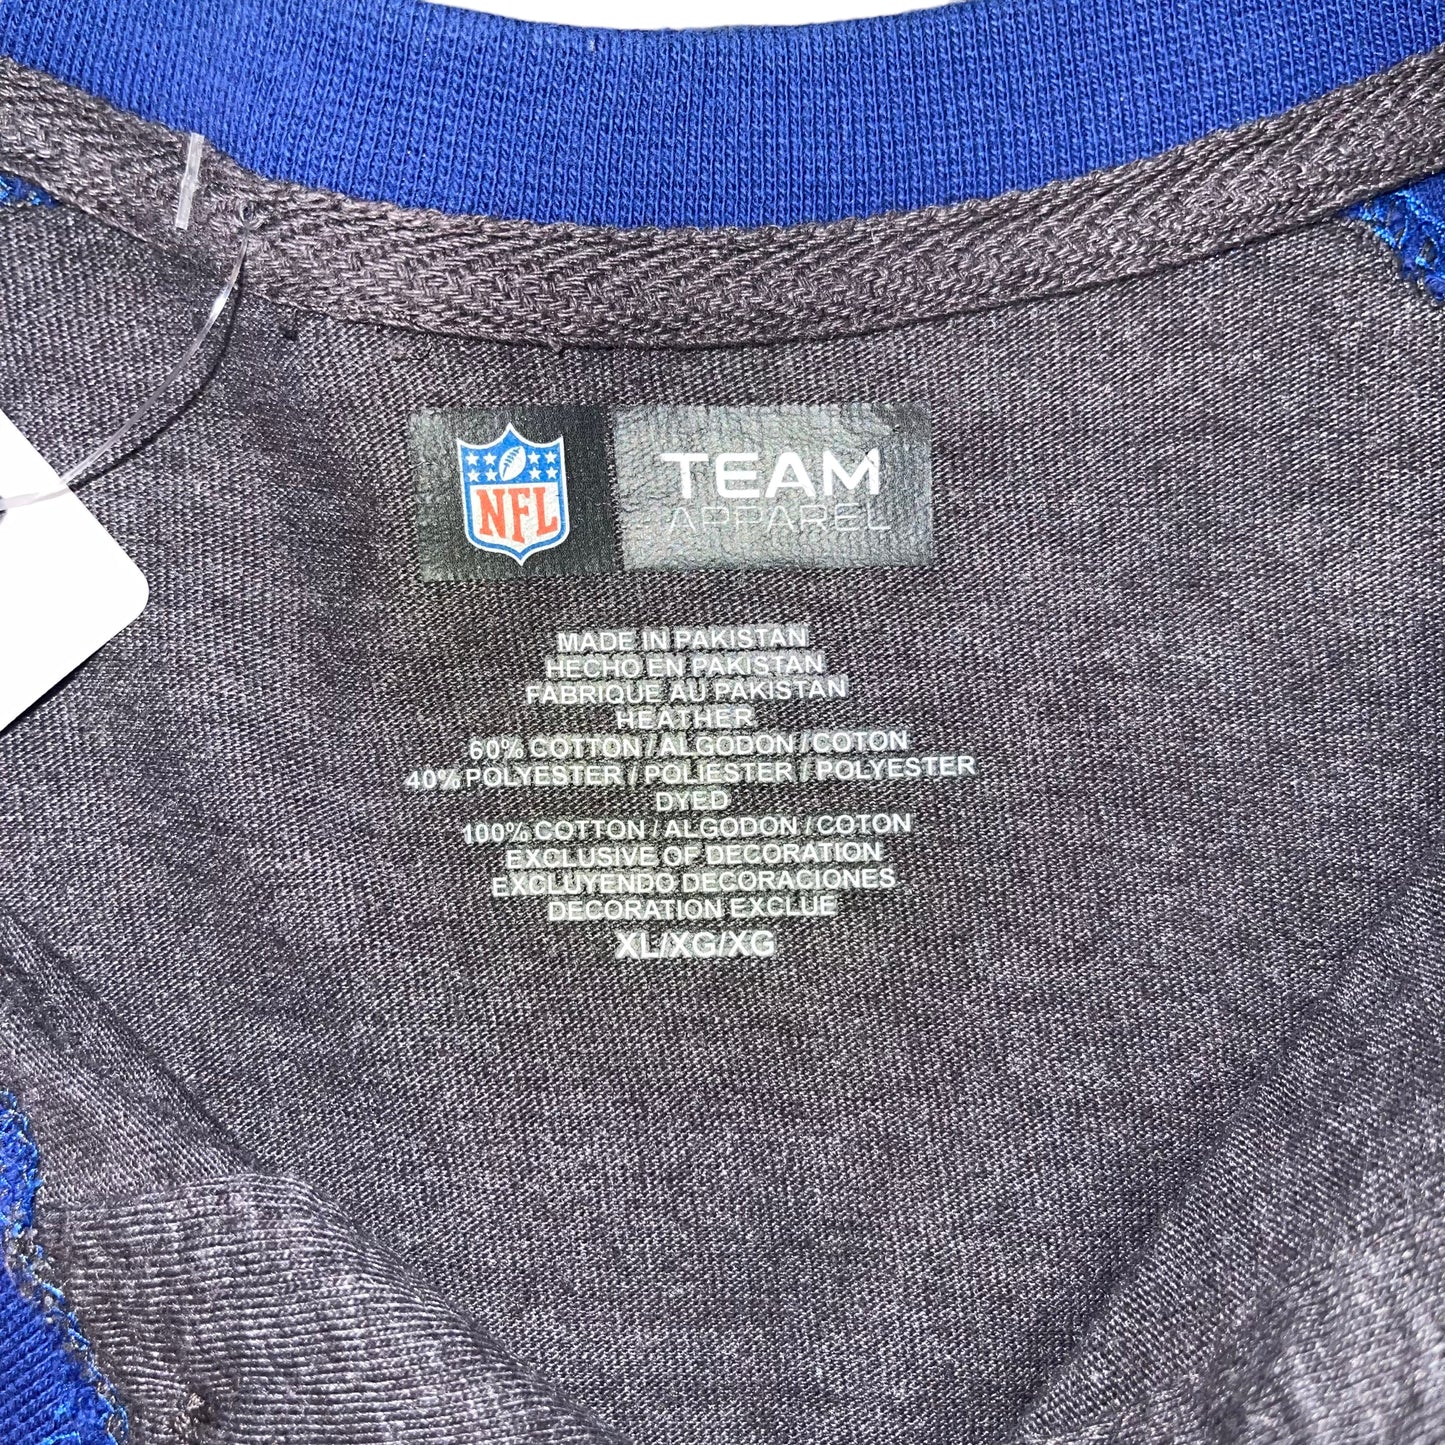 NFL
TEAM
APPAREL
MADE IN PAKISTAN
HECHO EN PAKISTAN
FABRIQUE AU PAKISTAN
HEATHER
60% COTTON / ALGODON / COTON
40% POLYESTER / POLIESTER / POLYESTER
DYED
100% COTTON / ALGODON / COTON
EXCLUSIVE OF DECORATION
EXCLUYENDO DECORACIONES
DECORATION EXCLUE
XL/XG/XG